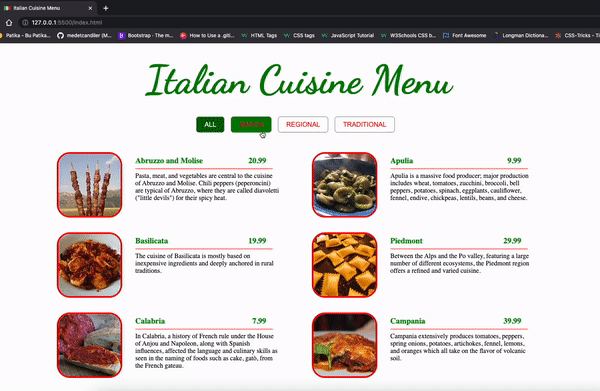 Italian Cuisine Menu
127.0.0.1:5500/index.html
Patika - Bu Patika...
medetcandiler (M...
Bootstrap · The m...
How to Use a .giti...
HTML Tags
CSS tags
JavaScript Tutorial
W3Schools CSS b...
Font Awesome
Longman Dictiona...
CSS-Tricks - Ti
Italian Cuisine Menu
ALL
REGIONAL
TRADITIONAL
Abruzzo and Molise 20.99
Pasta, meat, and vegetables are central to the cuisine
of Abruzzo and Molise. Chili peppers (peperoncini)
are typical of Abruzzo, where they are called diavoletti
("little devils") for their spicy heat.
Apulia 9.99
Apulia is a massive food producer; major production
includes wheat, tomatoes, zucchini, broccoli, bell
peppers, potatoes, spinach, eggplants, cauliflower,
fennel, endive, chickpeas, lentils, beans, and cheese.
Basilicata 19.99
The cuisine of Basilicata is mostly based on
inexpensive ingredients and deeply anchored in rural
traditions.
Piedmont 29.99
Between the Alps and the Po valley, featuring a large
number of different ecosystems, the Piedmont region
offers a refined and varied cuisine.
Calabria 7.99
In Calabria, a history of French rule under the House
of Anjou and Napoleon, along with Spanish
influences, affected the language and culinary skills as
seen in the naming of foods such as cake, gatò, from
the French gateau.
Campania 39.99
Campania extensively produces tomatoes, peppers,
spring onions, potatoes, artichokes, fennel, lemons,
and oranges which all take on the flavor of volcanic
soil.